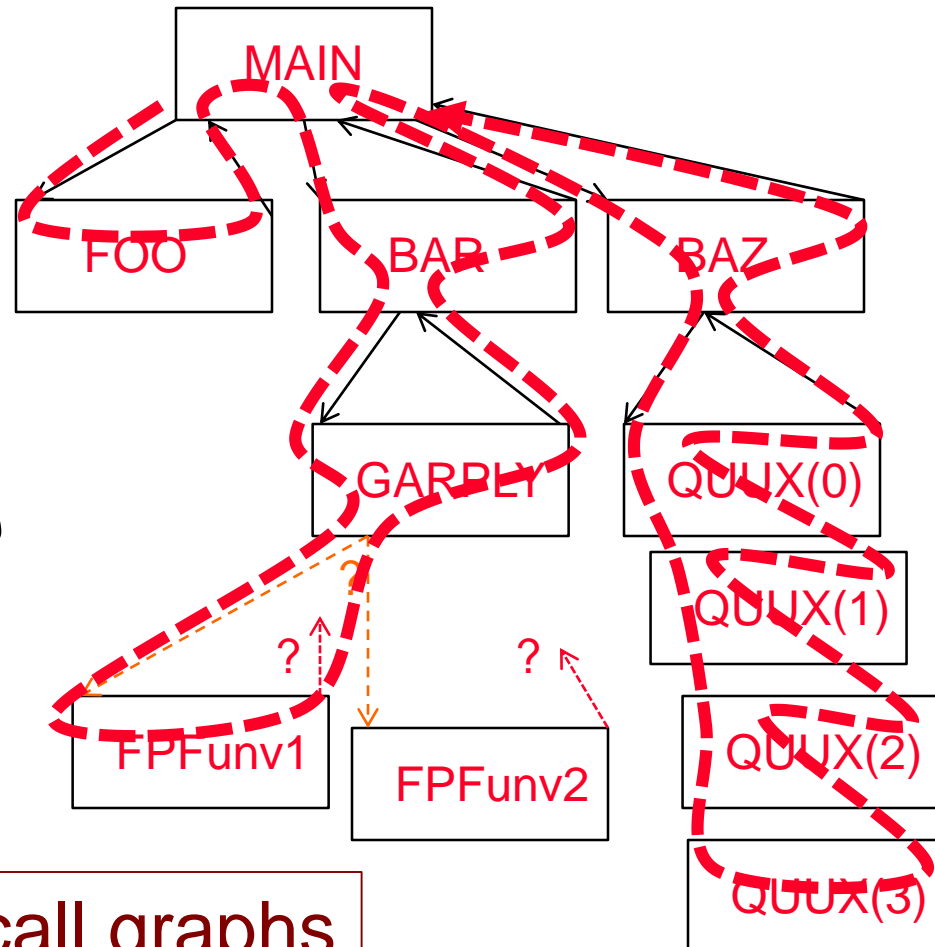 MAIN
FOO
BAR
BAZ
GARPLY
QUUX(0)
)
?
QUUX(1)
?
?
FPFunv1
QUUX(2)
FPFunv2
QUUX(3)
call graphs